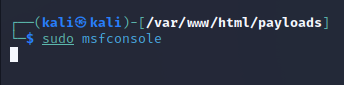 ┌──(kali㉿kali)-[/var/www/html/payloads]
└─$ sudo msfconsole